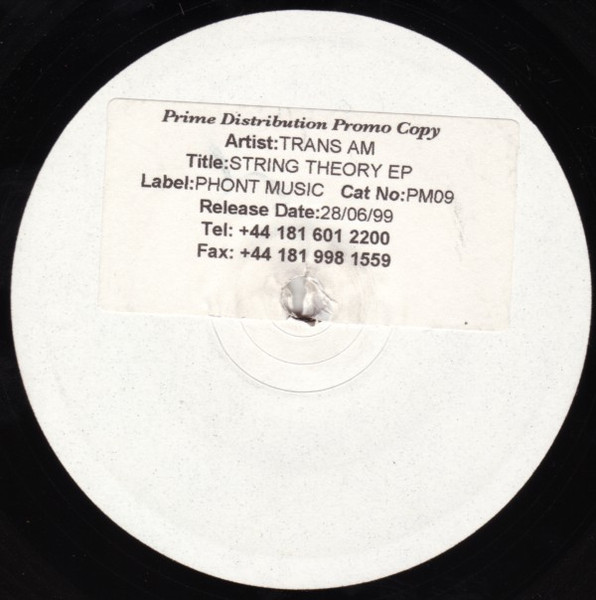 Prime Distribution Promo Copy
Artist:TRANS AM
Title:STRING THEORY EP
Label:PHONT MUSIC Cat No:PM09
Release Date:28/06/99
Tel: +44 181 601 2200
Fax: +44 181 998 1559